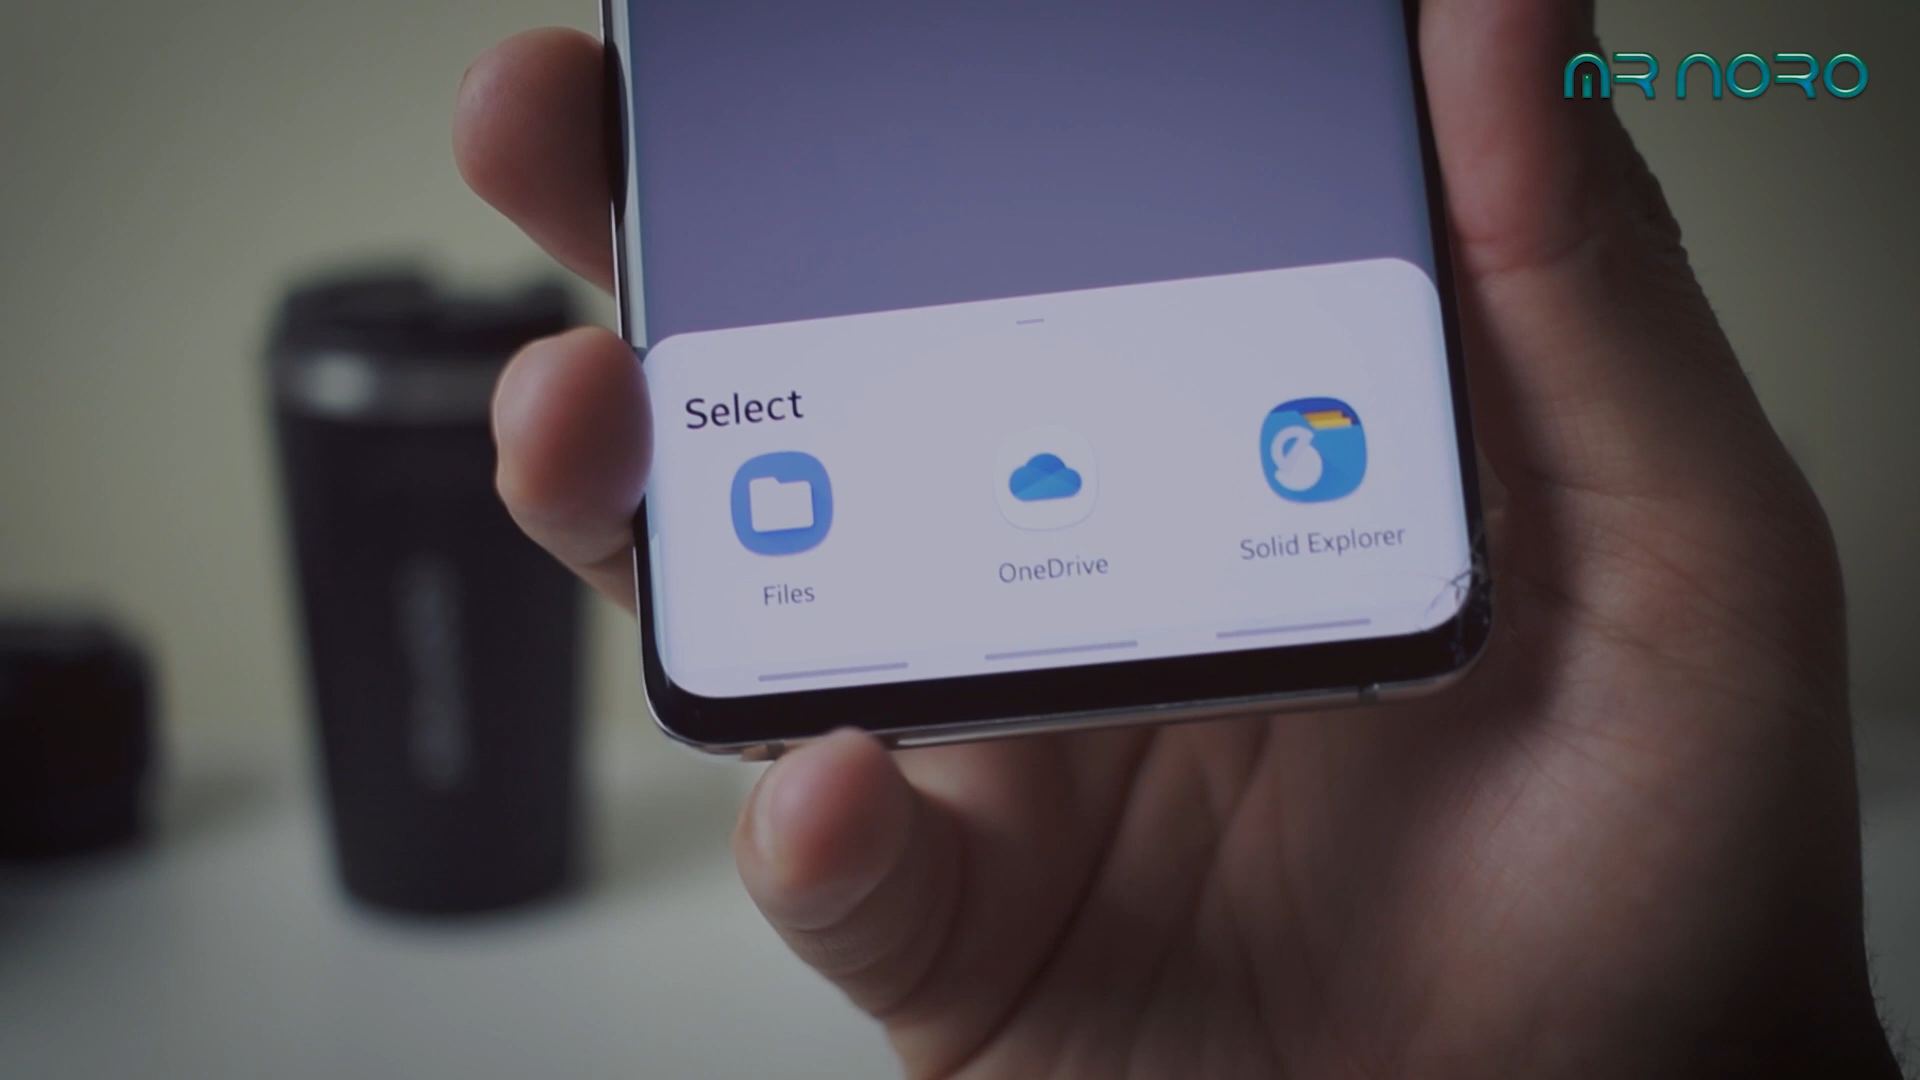 MR NORO
Select
Files
OneDrive
Solid Explorer